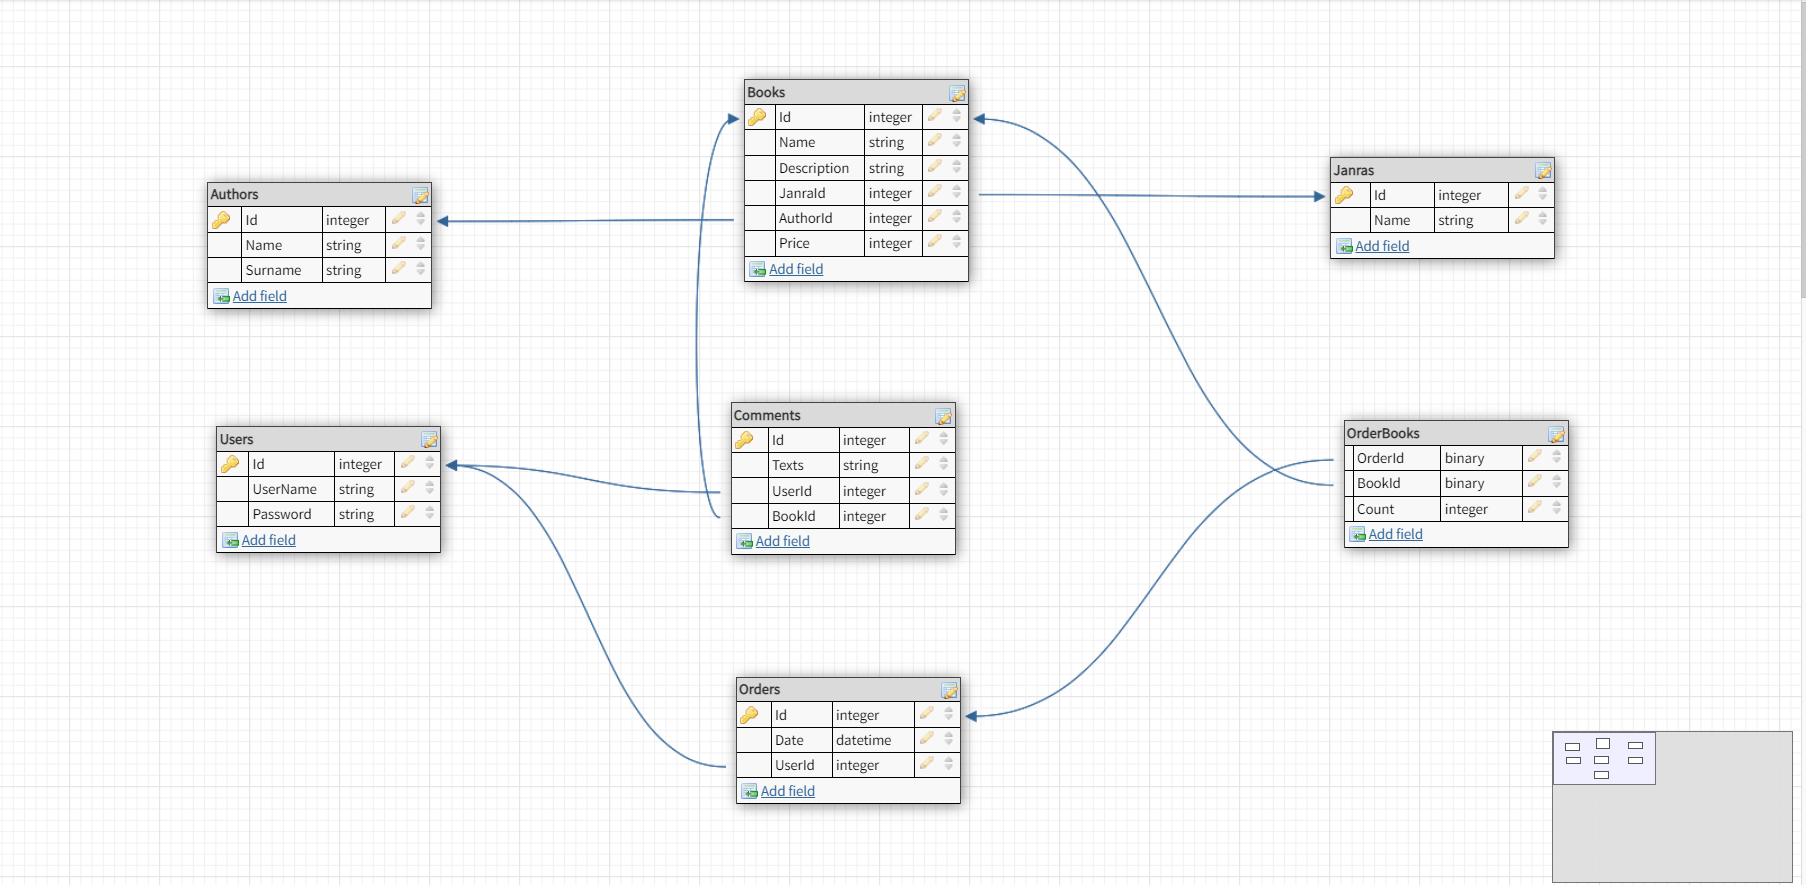 Books
Id integer
Name string
Description string
JanraId integer
AuthorId integer
Price integer
Add field
Janras
Id integer
Name string
Add field
Authors
Id integer
Name string
Surname string
Add field
Comments
Id integer
Texts string
UserId integer
BookId integer
Add field
OrderBooks
OrderId binary
BookId binary
Count integer
Add field
Users
Id integer
UserName string
Password string
Add field
Orders
Id integer
Date datetime
UserId integer
Add field